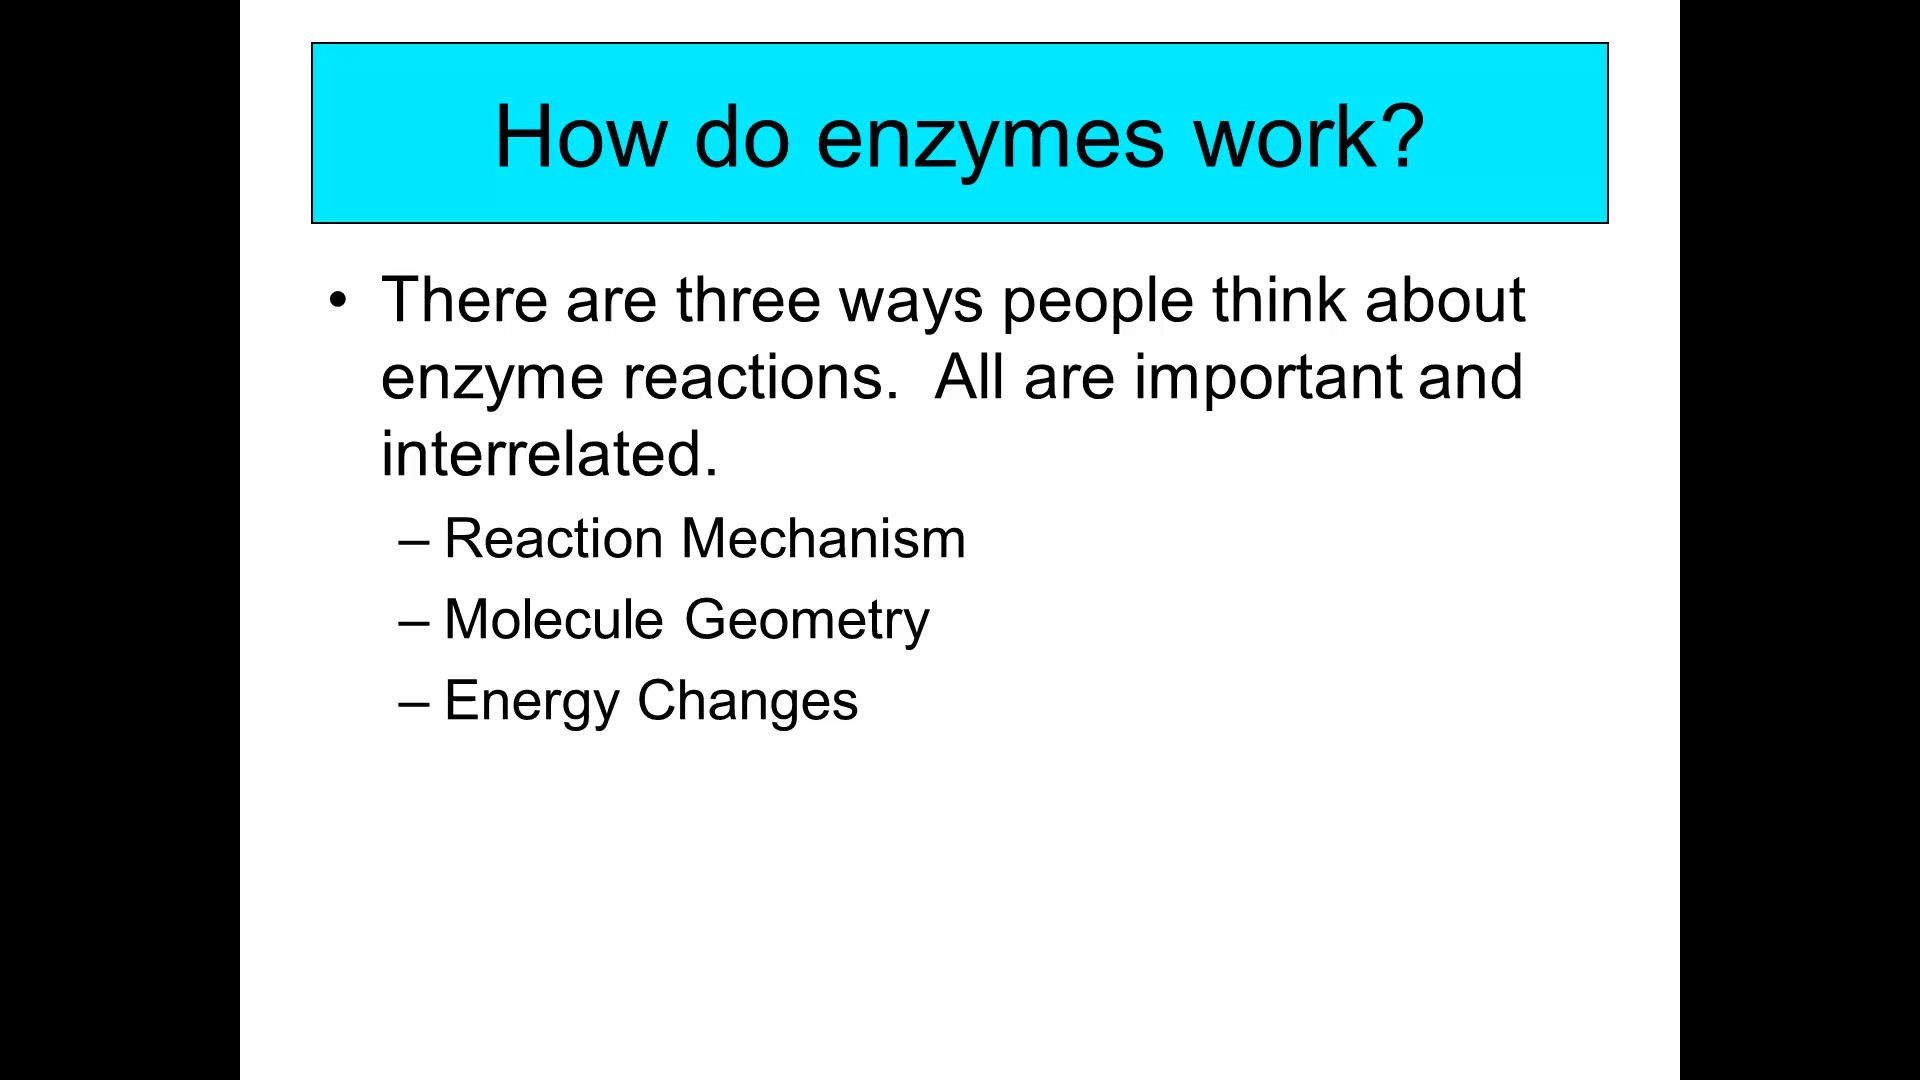 How do enzymes work?
• There are three ways people think about
enzyme reactions.  All are important and
interrelated.
– Reaction Mechanism
– Molecule Geometry
– Energy Changes